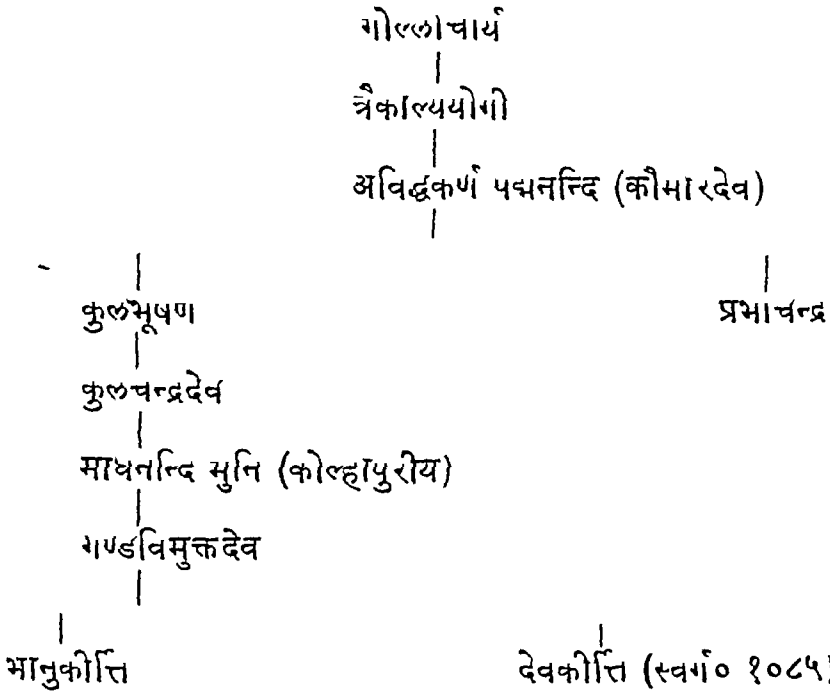 गोल्लाचार्य
त्रैकाल्ययोगी
अविद्धकर्ण पद्मनन्दि (कौमारदेव)
कुलभूषण प्रभाचन्द्र
कुलचन्द्रदेव
माघनन्दि मुनि (कोल्हापुरीय)
गण्डविमुक्तदेव
भानुकीर्त्ति देवकीर्त्ति (स्वर्ग० १०८५)